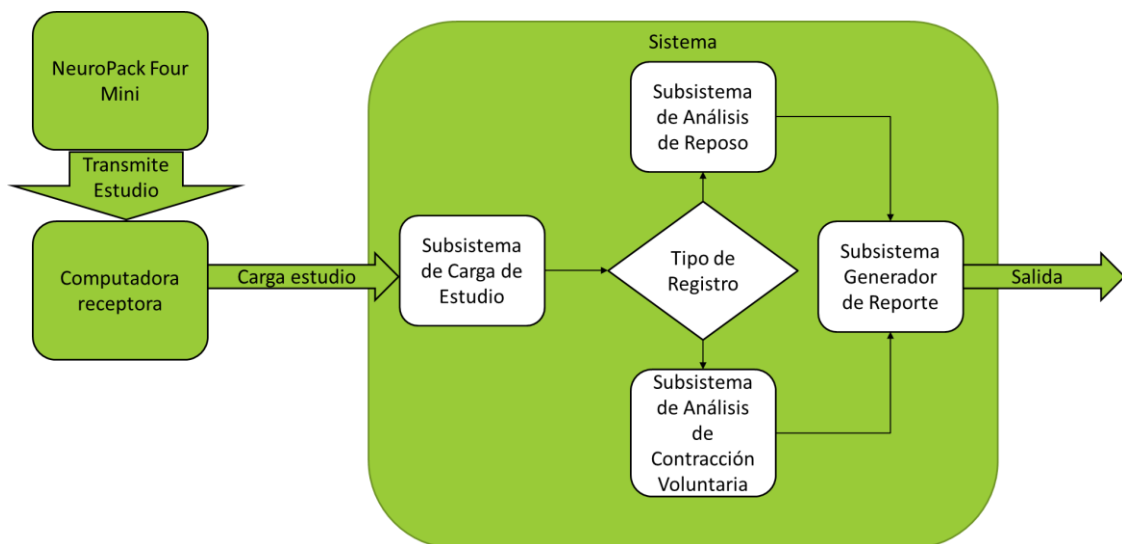 NeuroPack Four
Mini
Transmite
Estudio
Computadora
receptora
Carga estudio
Sistema
Subsistema
de Carga de
Estudio
Tipo de
Registro
Subsistema
de Análisis
de Reposo
Subsistema
de Análisis
de
Contracción
Voluntaria
Subsistema
Generador
de Reporte
Salida